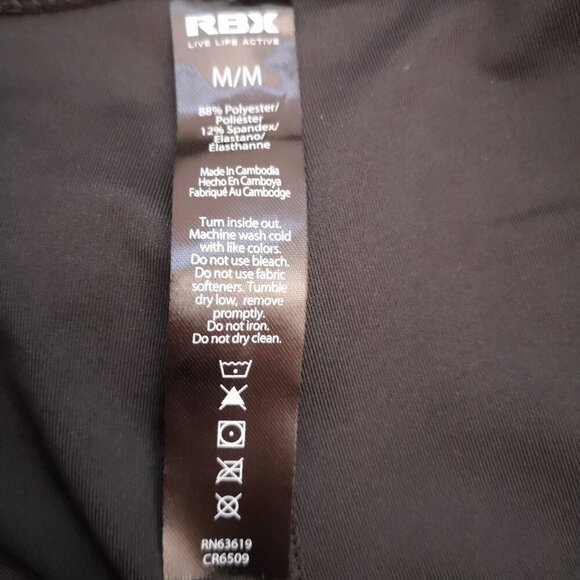 RBX
LIVE LIFE ACTIVE
M/M
88% Polyester/
Poliéster
12% Spandex/
Elastano/
Élasthanne
Made In Cambodia
Hecho En Camboya
Fabriqué Au Cambodge
Turn inside out.
Machine wash cold
with like colors.
Do not use bleach.
Do not use fabric
softeners. Tumble
dry low, remove
promptly.
Do not iron.
Do not dry clean.
RN63619
CR6509